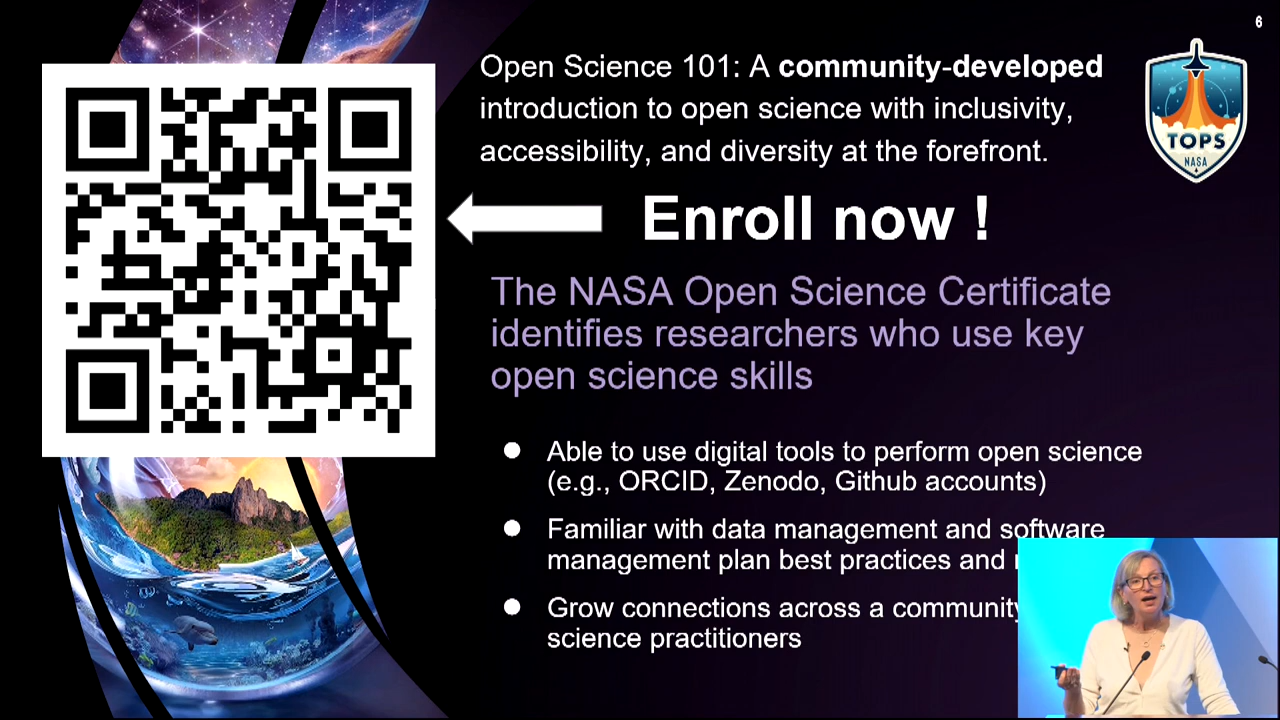 6
Open Science 101: A community-developed
introduction to open science with inclusivity,
accessibility, and diversity at the forefront.
TOPS
NASA
Enroll now !
The NASA Open Science Certificate
identifies researchers who use key
open science skills
● Able to use digital tools to perform open science
(e.g., ORCID, Zenodo, Github accounts)
● Familiar with data management and software
management plan best practices and
● Grow connections across a community
science practitioners